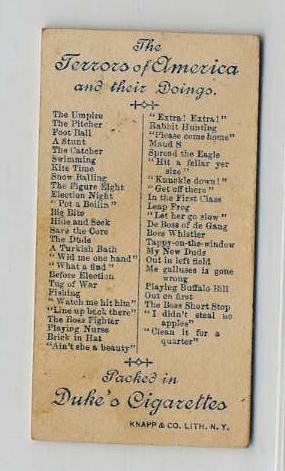 The
Terrors of America
and their Doings.
The Umpire
The Pitcher
Foot Ball
A Stunt
The Catcher
Swimming
Kite Time
Snow Balling
The Figure Eight
Election Night
" Pot a Boilin"
Big Bite
Hide and Seek
Save the Core
The Dude
A Turkish Bath
" Wid me one hand"
" What a find "
Before Election
Tug of War
Fishing
" Watch me hit him"
"Line up back there"
The Boss Fighter
Playing Nurse
Brick in Hat
"Ain't she a beauty"
" Extra! Extra!"
Rabbit Hunting
"Please come home"
Maud S
Spread the Eagle
"Hit a fellar yer
size "
" Knuckle down!"
"Get off there"
In the First Class
Leap Frog
"Let her go slow"
De Boss of de Gang
Boss Whistler
Tappy-on-the-window
My New Duds
Out in left field
Me galluses is gone
wrong
Playing Buffalo Bill
Out on first
The Boss Short Stop
" I didn't steal no
apples"
"Clean it for a
quarter"
Packed in
Duke's Cigarettes
KNAPP & CO. LITH. N. Y.